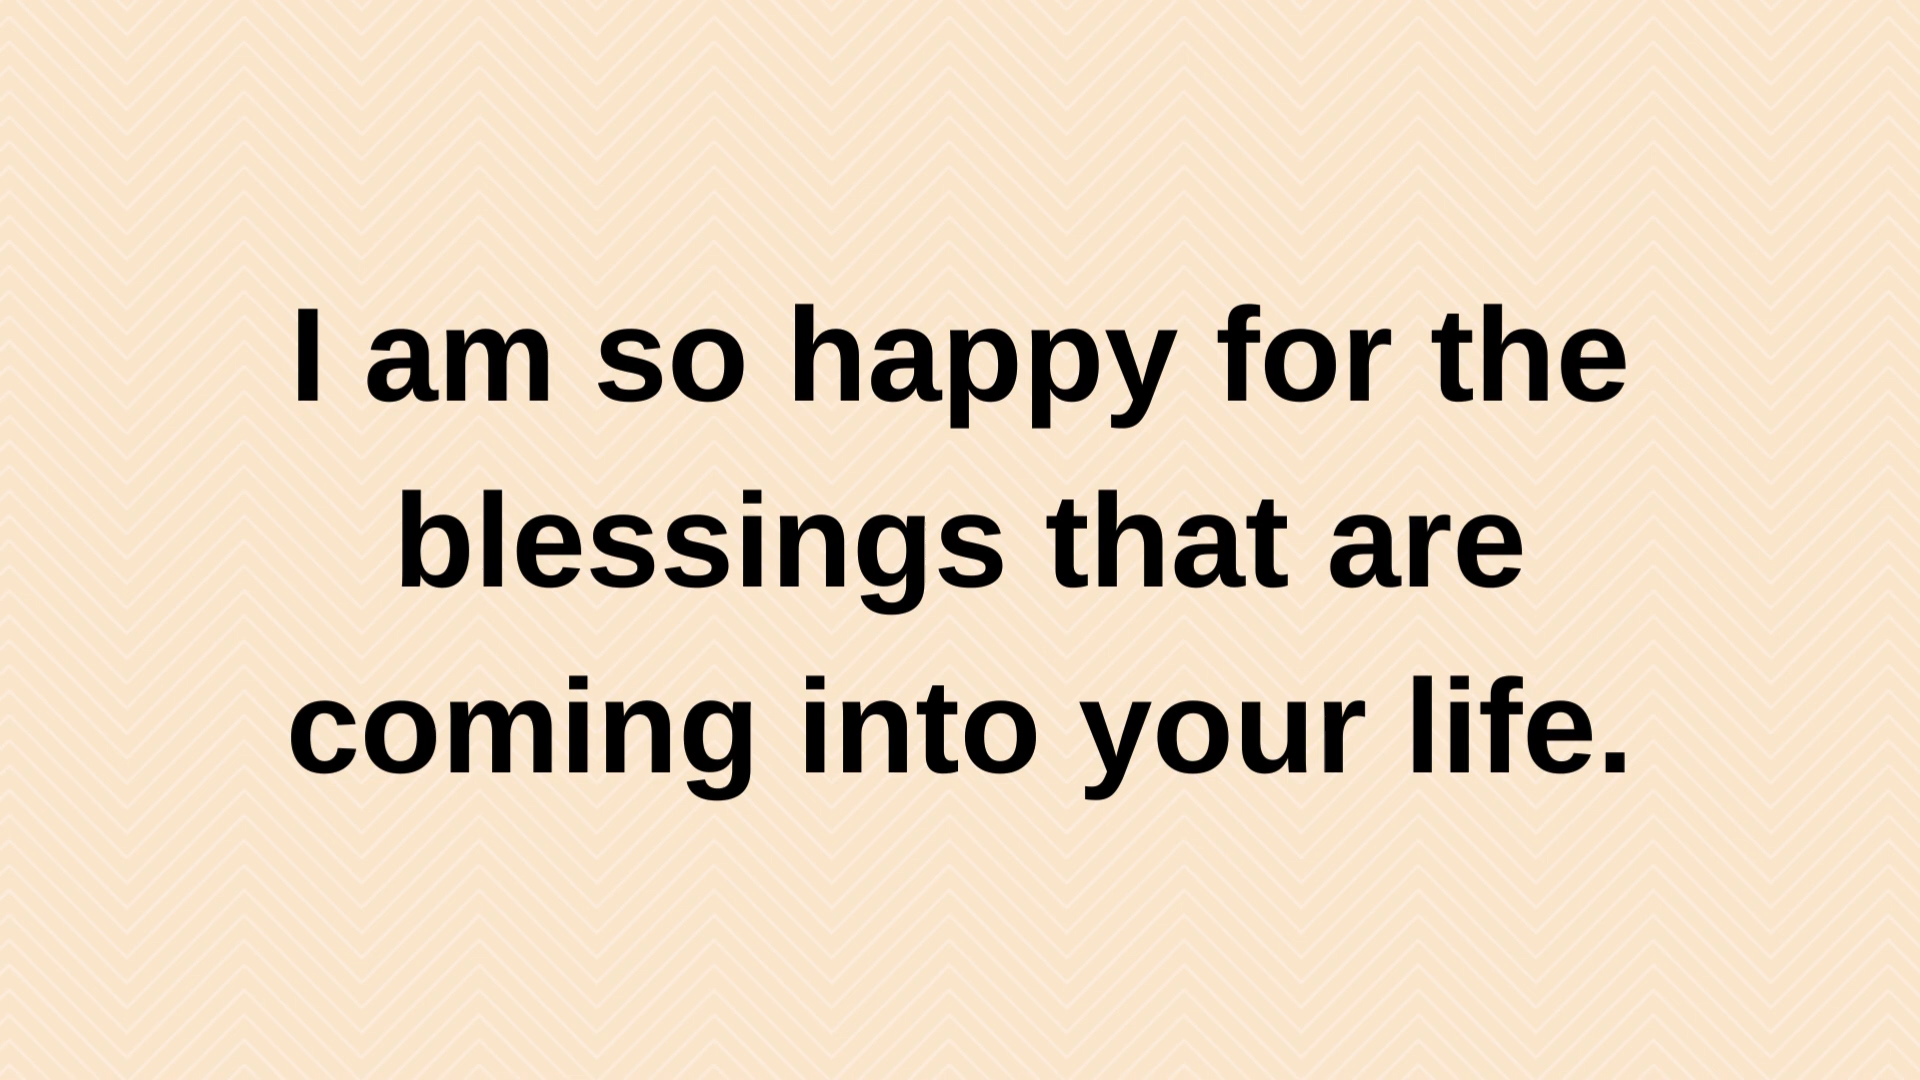 I am so happy for the
blessings that are
coming into your life.